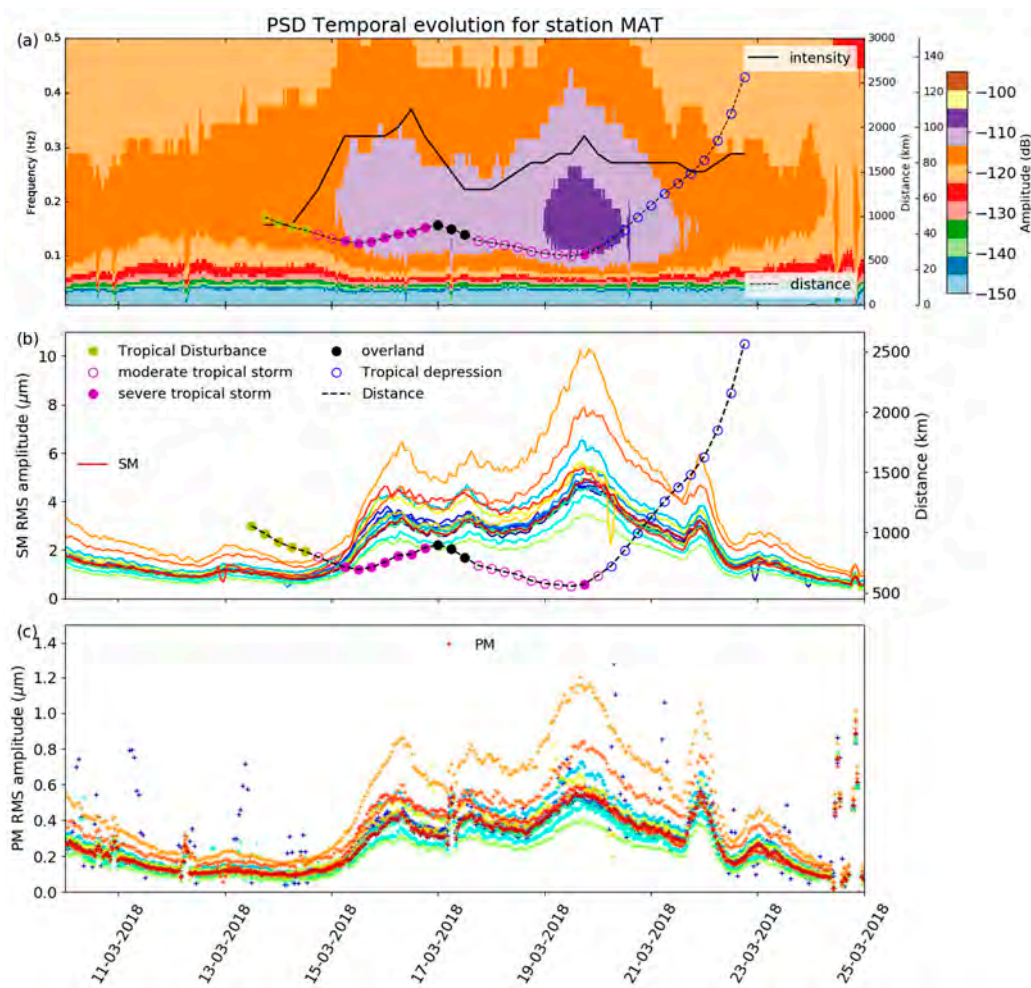 PSD Temporal evolution for station MAT
(a)
0.5
0.4
0.3
0.2
0.1
Frequency (Hz)
intensity
distance
3000
2500
2000
1500
1000
500
0
Distance (km)
140
120
100
80
60
40
20
0
−100
−110
−120
−130
−140
−150
Amplitude (dB)
(b)
10
8
6
4
2
0
SM RMS amplitude (μm)
Tropical Disturbance
moderate tropical storm
severe tropical storm
overland
Tropical depression
Distance
SM
2500
2000
1500
1000
500
Distance (km)
(c)
1.4
1.2
1.0
0.8
0.6
0.4
0.2
0.0
PM RMS amplitude (μm)
PM
11-03-2018
13-03-2018
15-03-2018
17-03-2018
19-03-2018
21-03-2018
23-03-2018
25-03-2018